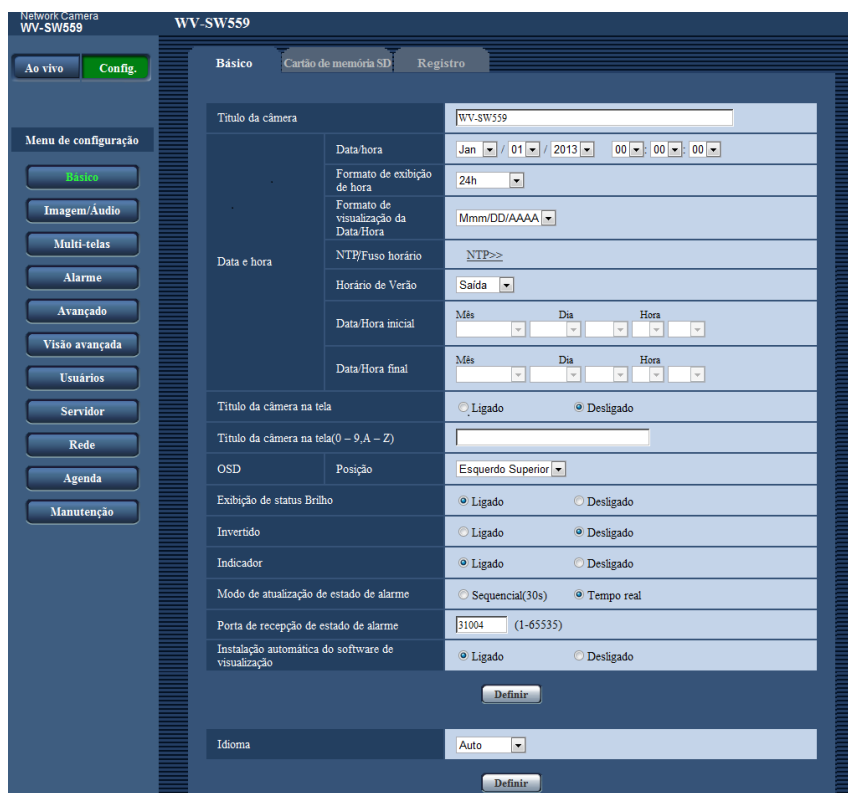 Network Camera
WV-SW559
WV-SW559
Ao vivo
Config.
Menu de configuração
Básico
Imagem/Áudio
Multi-telas
Alarme
Avançado
Visão avançada
Usuários
Servidor
Rede
Agenda
Manutenção
Básico
Cartão de memória SD
Registro
Titulo da câmera
WV-SW559
Data e hora
Data/hora
Jan / 01 / 2013 00 : 00 : 00
Formato de exibição
de hora
24h
Formato de
visualização da
Data/Hora
Mmm/DD/AAAA
NTP/Fuso horário
NTP>>
Horário de Verão
Saída
Data/Hora inicial
Mês Dia Hora
Data/Hora final
Mês Dia Hora
Titulo da câmera na tela
Ligado Desligado
Titulo da câmera na tela(0 – 9,A – Z)
OSD
Posição
Esquerdo Superior
Exibição de status Brilho
Ligado Desligado
Invertido
Ligado Desligado
Indicador
Ligado Desligado
Modo de atualização de estado de alarme
Sequencial(30s) Tempo real
Porta de recepção de estado de alarme
31004 (1-65535)
Instalação automática do software de
visualização
Ligado Desligado
Definir
Idioma
Auto
Definir